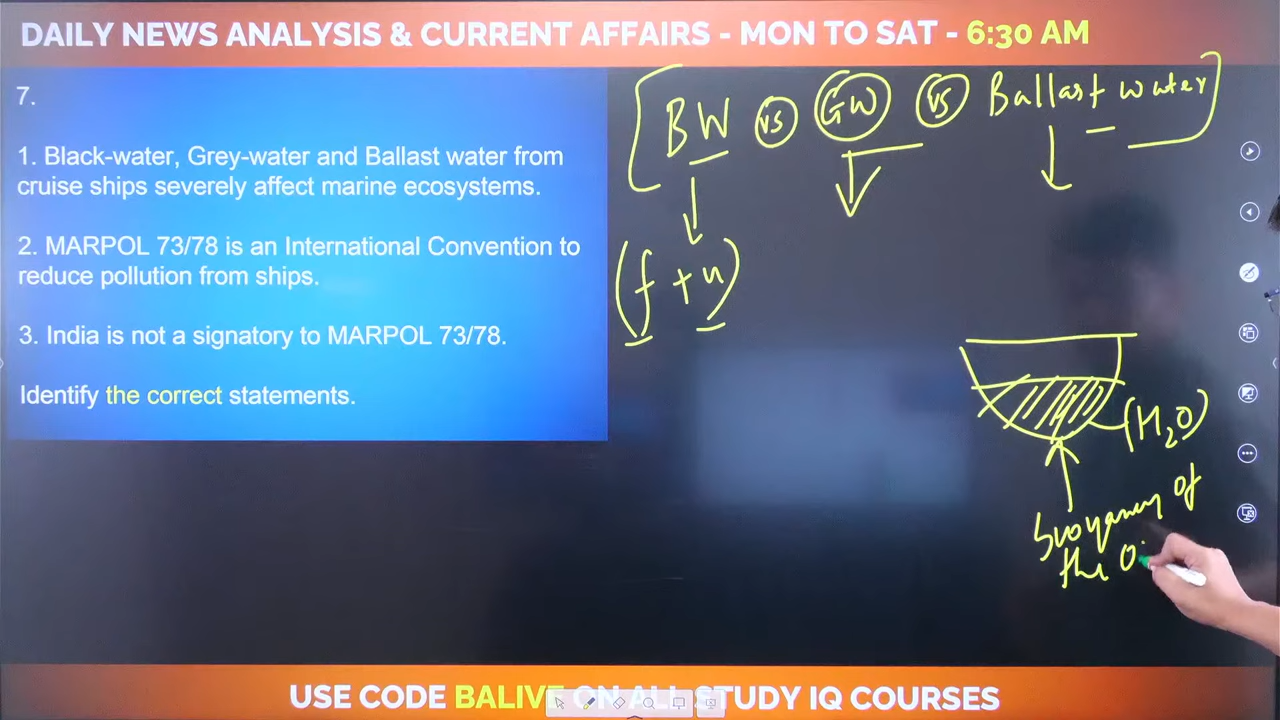 DAILY NEWS ANALYSIS & CURRENT AFFAIRS - MON TO SAT - 6:30 AM
7.
1. Black-water, Grey-water and Ballast water from
cruise ships severely affect marine ecosystems.
2. MARPOL 73/78 is an International Convention to
reduce pollution from ships.
3. India is not a signatory to MARPOL 73/78.
Identify the correct statements.
BW vs GW vs Ballast water
(f + u)
(H₂O)
buoyancy of
the
USE CODE BALIVE ON ALL STUDY IQ COURSES